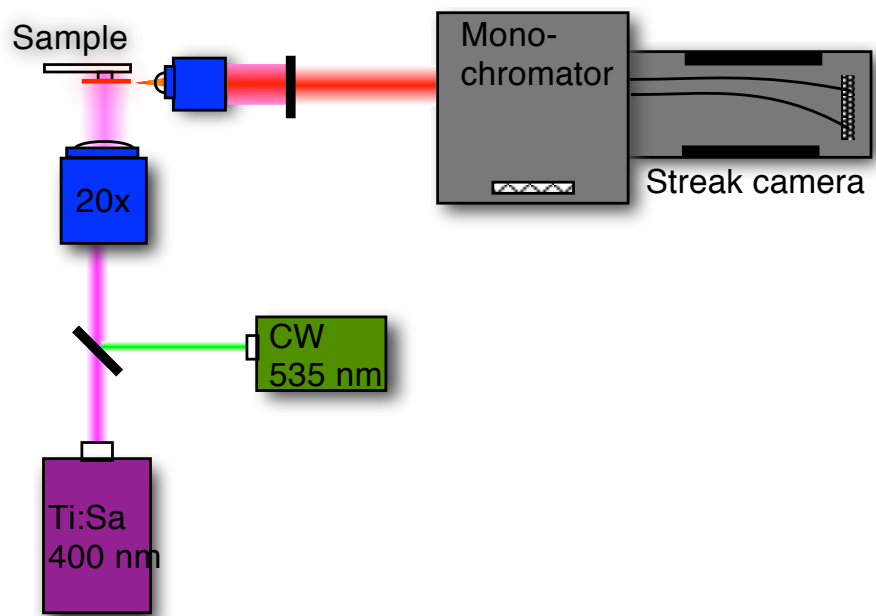 Sample
Mono-
chromator
Streak camera
20x
CW
535 nm
Ti:Sa
400 nm